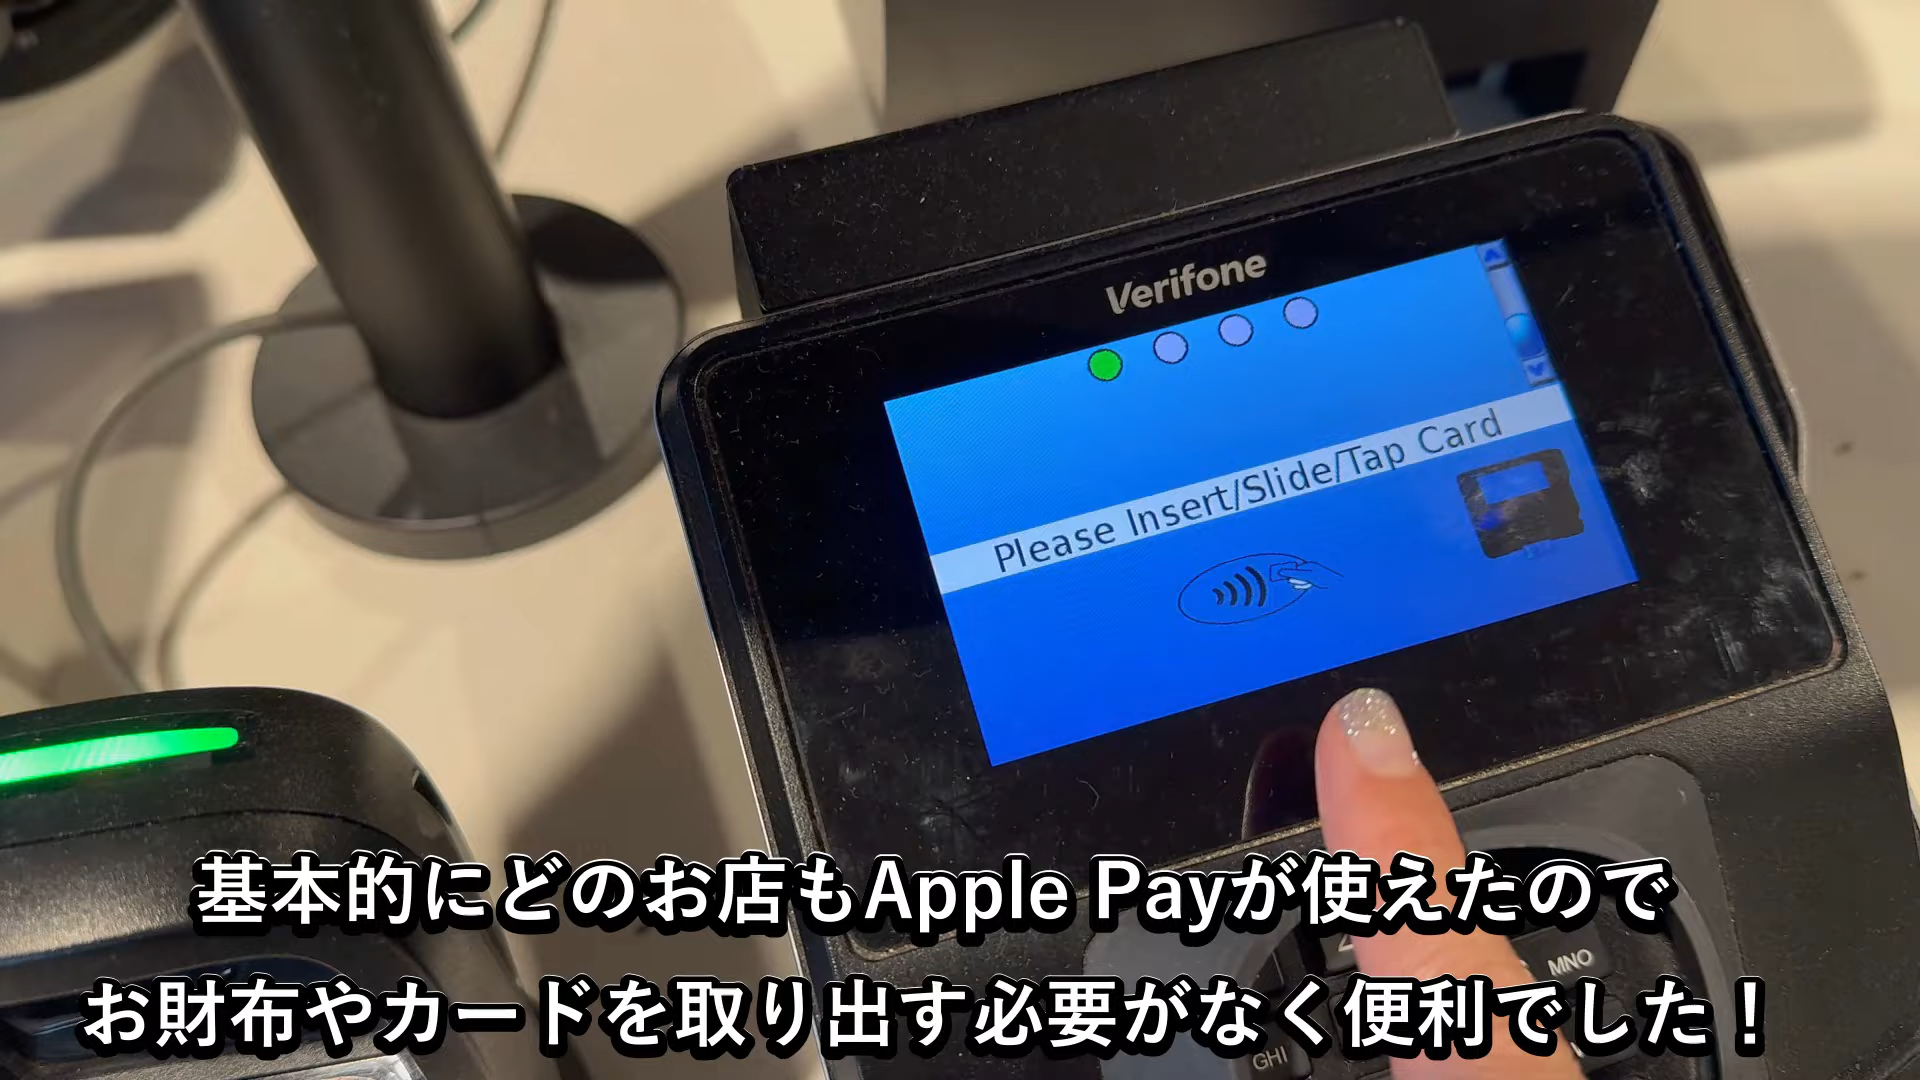 Verifone
Please Insert/Slide/Tap Card
基本的にどのお店もApple Payが使えたので
お財布やカードを取り出す必要がなく便利でした！
MNO
GHI